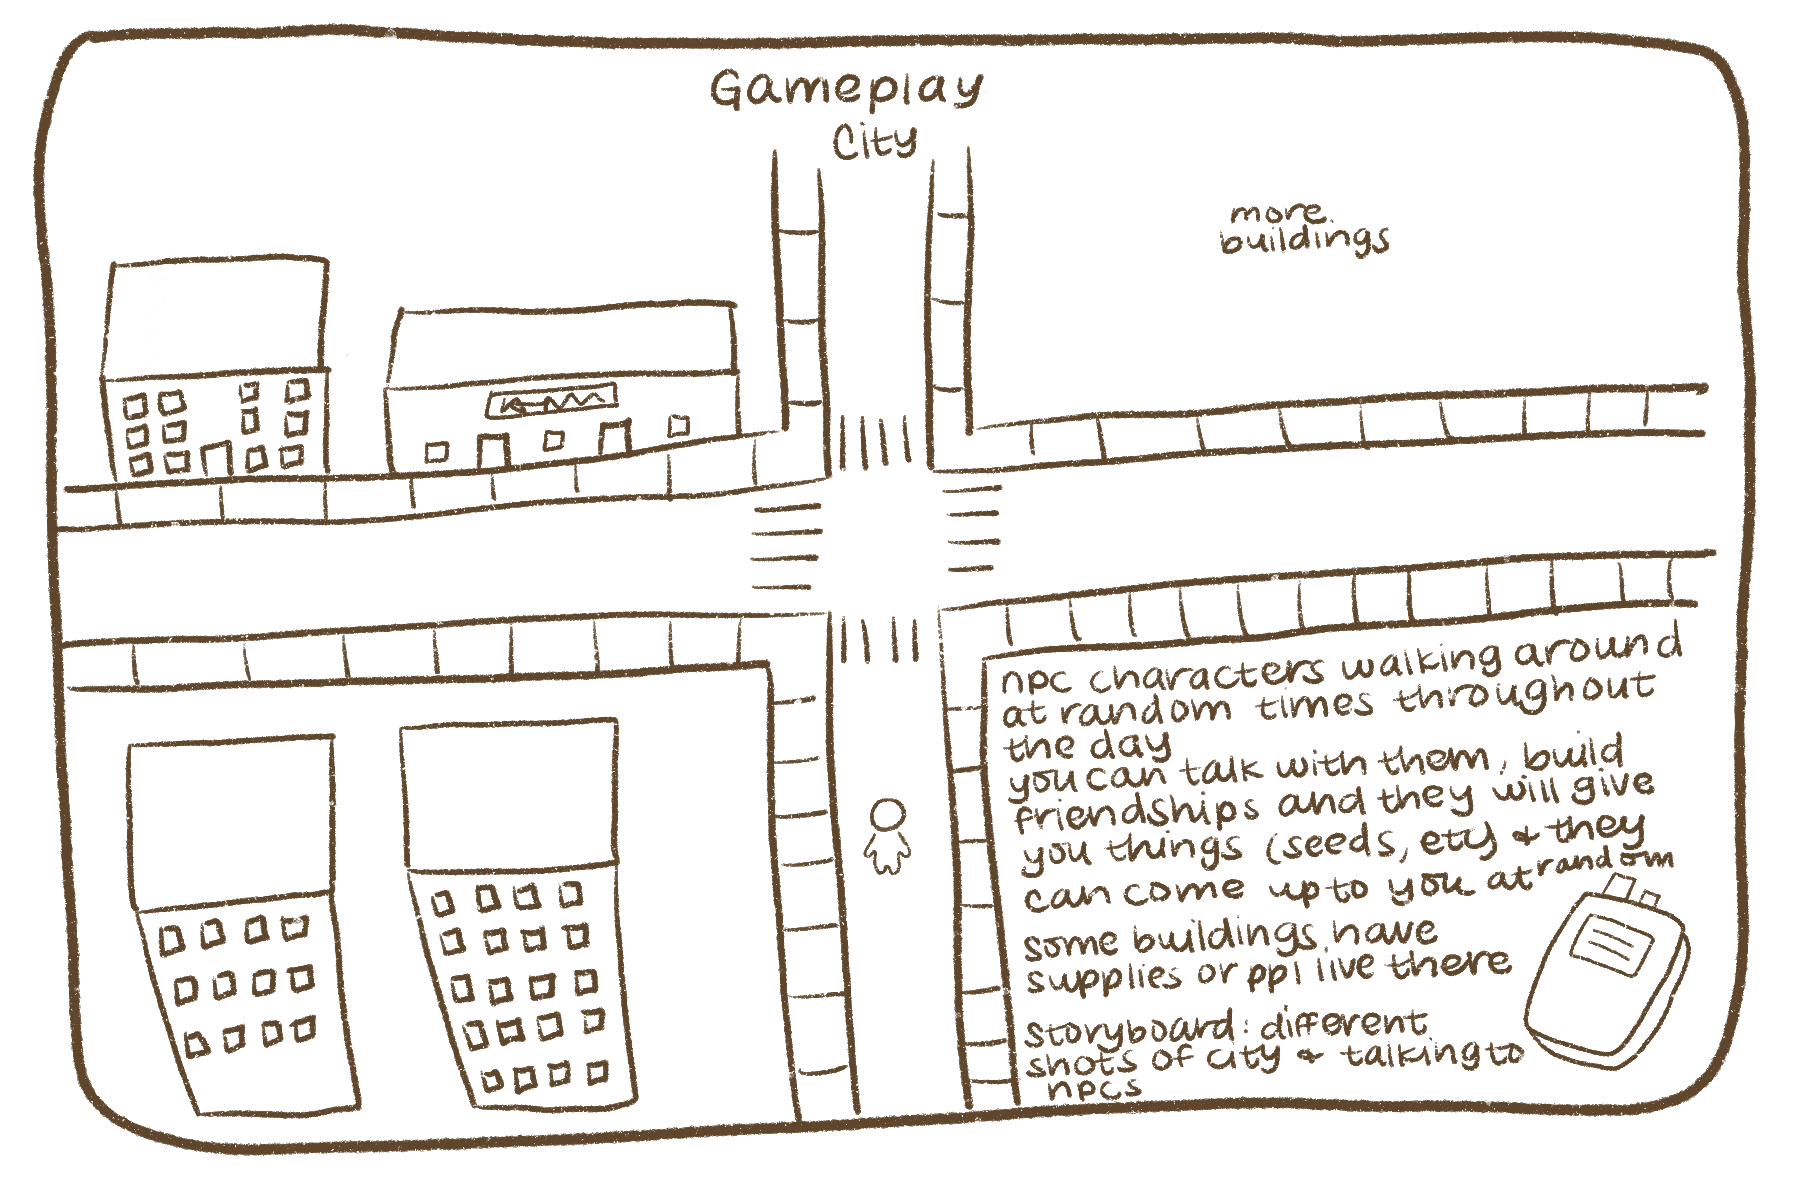 Gameplay
City
more
buildings
npc characters walking around
at random times throughout
the day
you can talk with them, build
friendships and they will give
you things (seeds, etc) & they
can come up to you at random
some buildings have
supplies or ppl live there
storyboard: different
shots of city & talking to
npcs